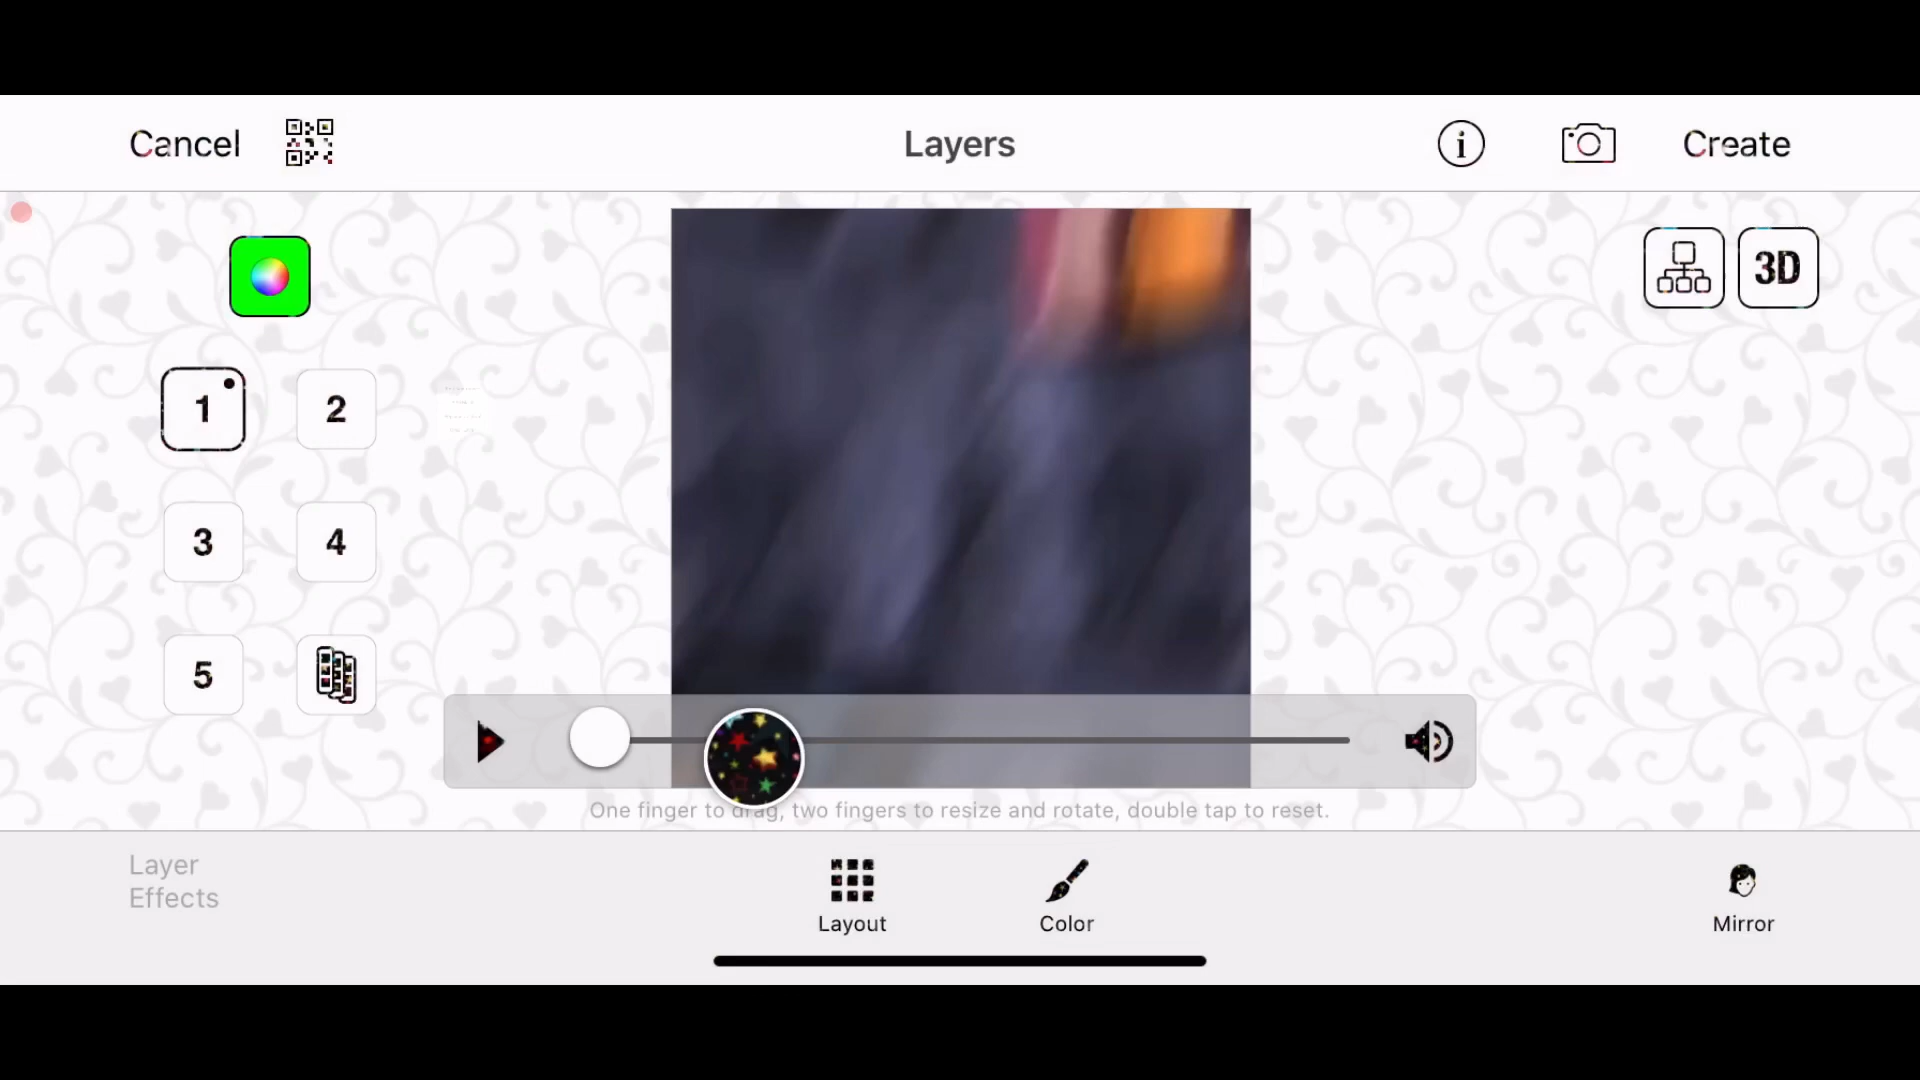 Cancel
Layers
i
Create
3D
1
2
3
4
5
One finger to drag, two fingers to resize and rotate, double tap to reset.
Layer
Effects
Layout
Color
Mirror